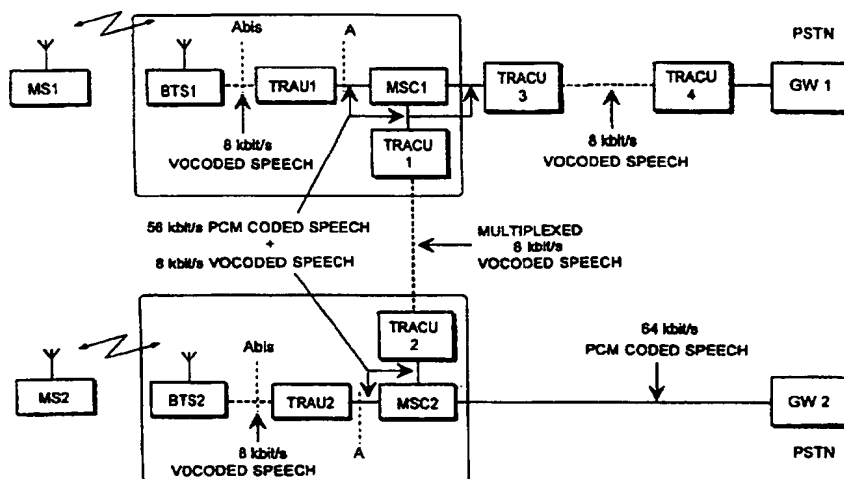 PSTN
Abis
A
MS1
BTS1
TRAU1
MSC1
TRACU
3
TRACU
4
GW 1
TRACU
1
8 kbit/s
VOCODED SPEECH
8 kbit/s
VOCODED SPEECH
56 kbit/s PCM CODED SPEECH
+
8 kbit/s VOCODED SPEECH
MULTIPLEXED
8 kbit/s
VOCODED SPEECH
TRACU
2
64 kbit/s
PCM CODED SPEECH
Abis
MS2
BTS2
TRAU2
MSC2
GW 2
A
8 kbit/s
VOCODED SPEECH
PSTN